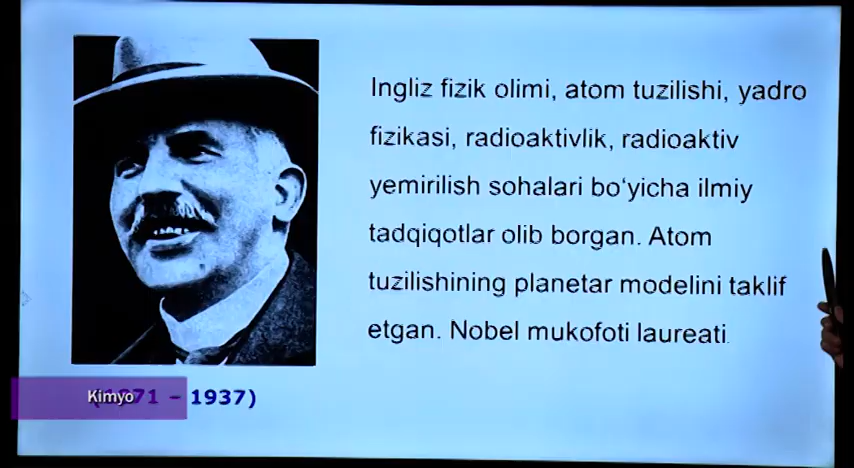 Ingliz fizik olimi, atom tuzilishi, yadro
fizikasi, radioaktivlik, radioaktiv
yemirilish sohalari bo‘yicha ilmiy
tadqiqotlar olib borgan. Atom
tuzilishining planetar modelini taklif
etgan. Nobel mukofoti laureati.
Kimyo
– 1937)